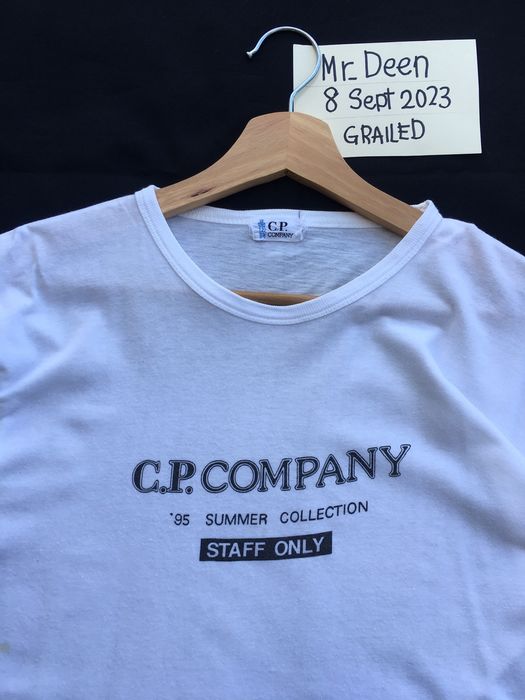 Mr. Deen
8 Sept 2023
GRAILED
C.P.
COMPANY
C.P. COMPANY
'95 SUMMER COLLECTION
STAFF ONLY